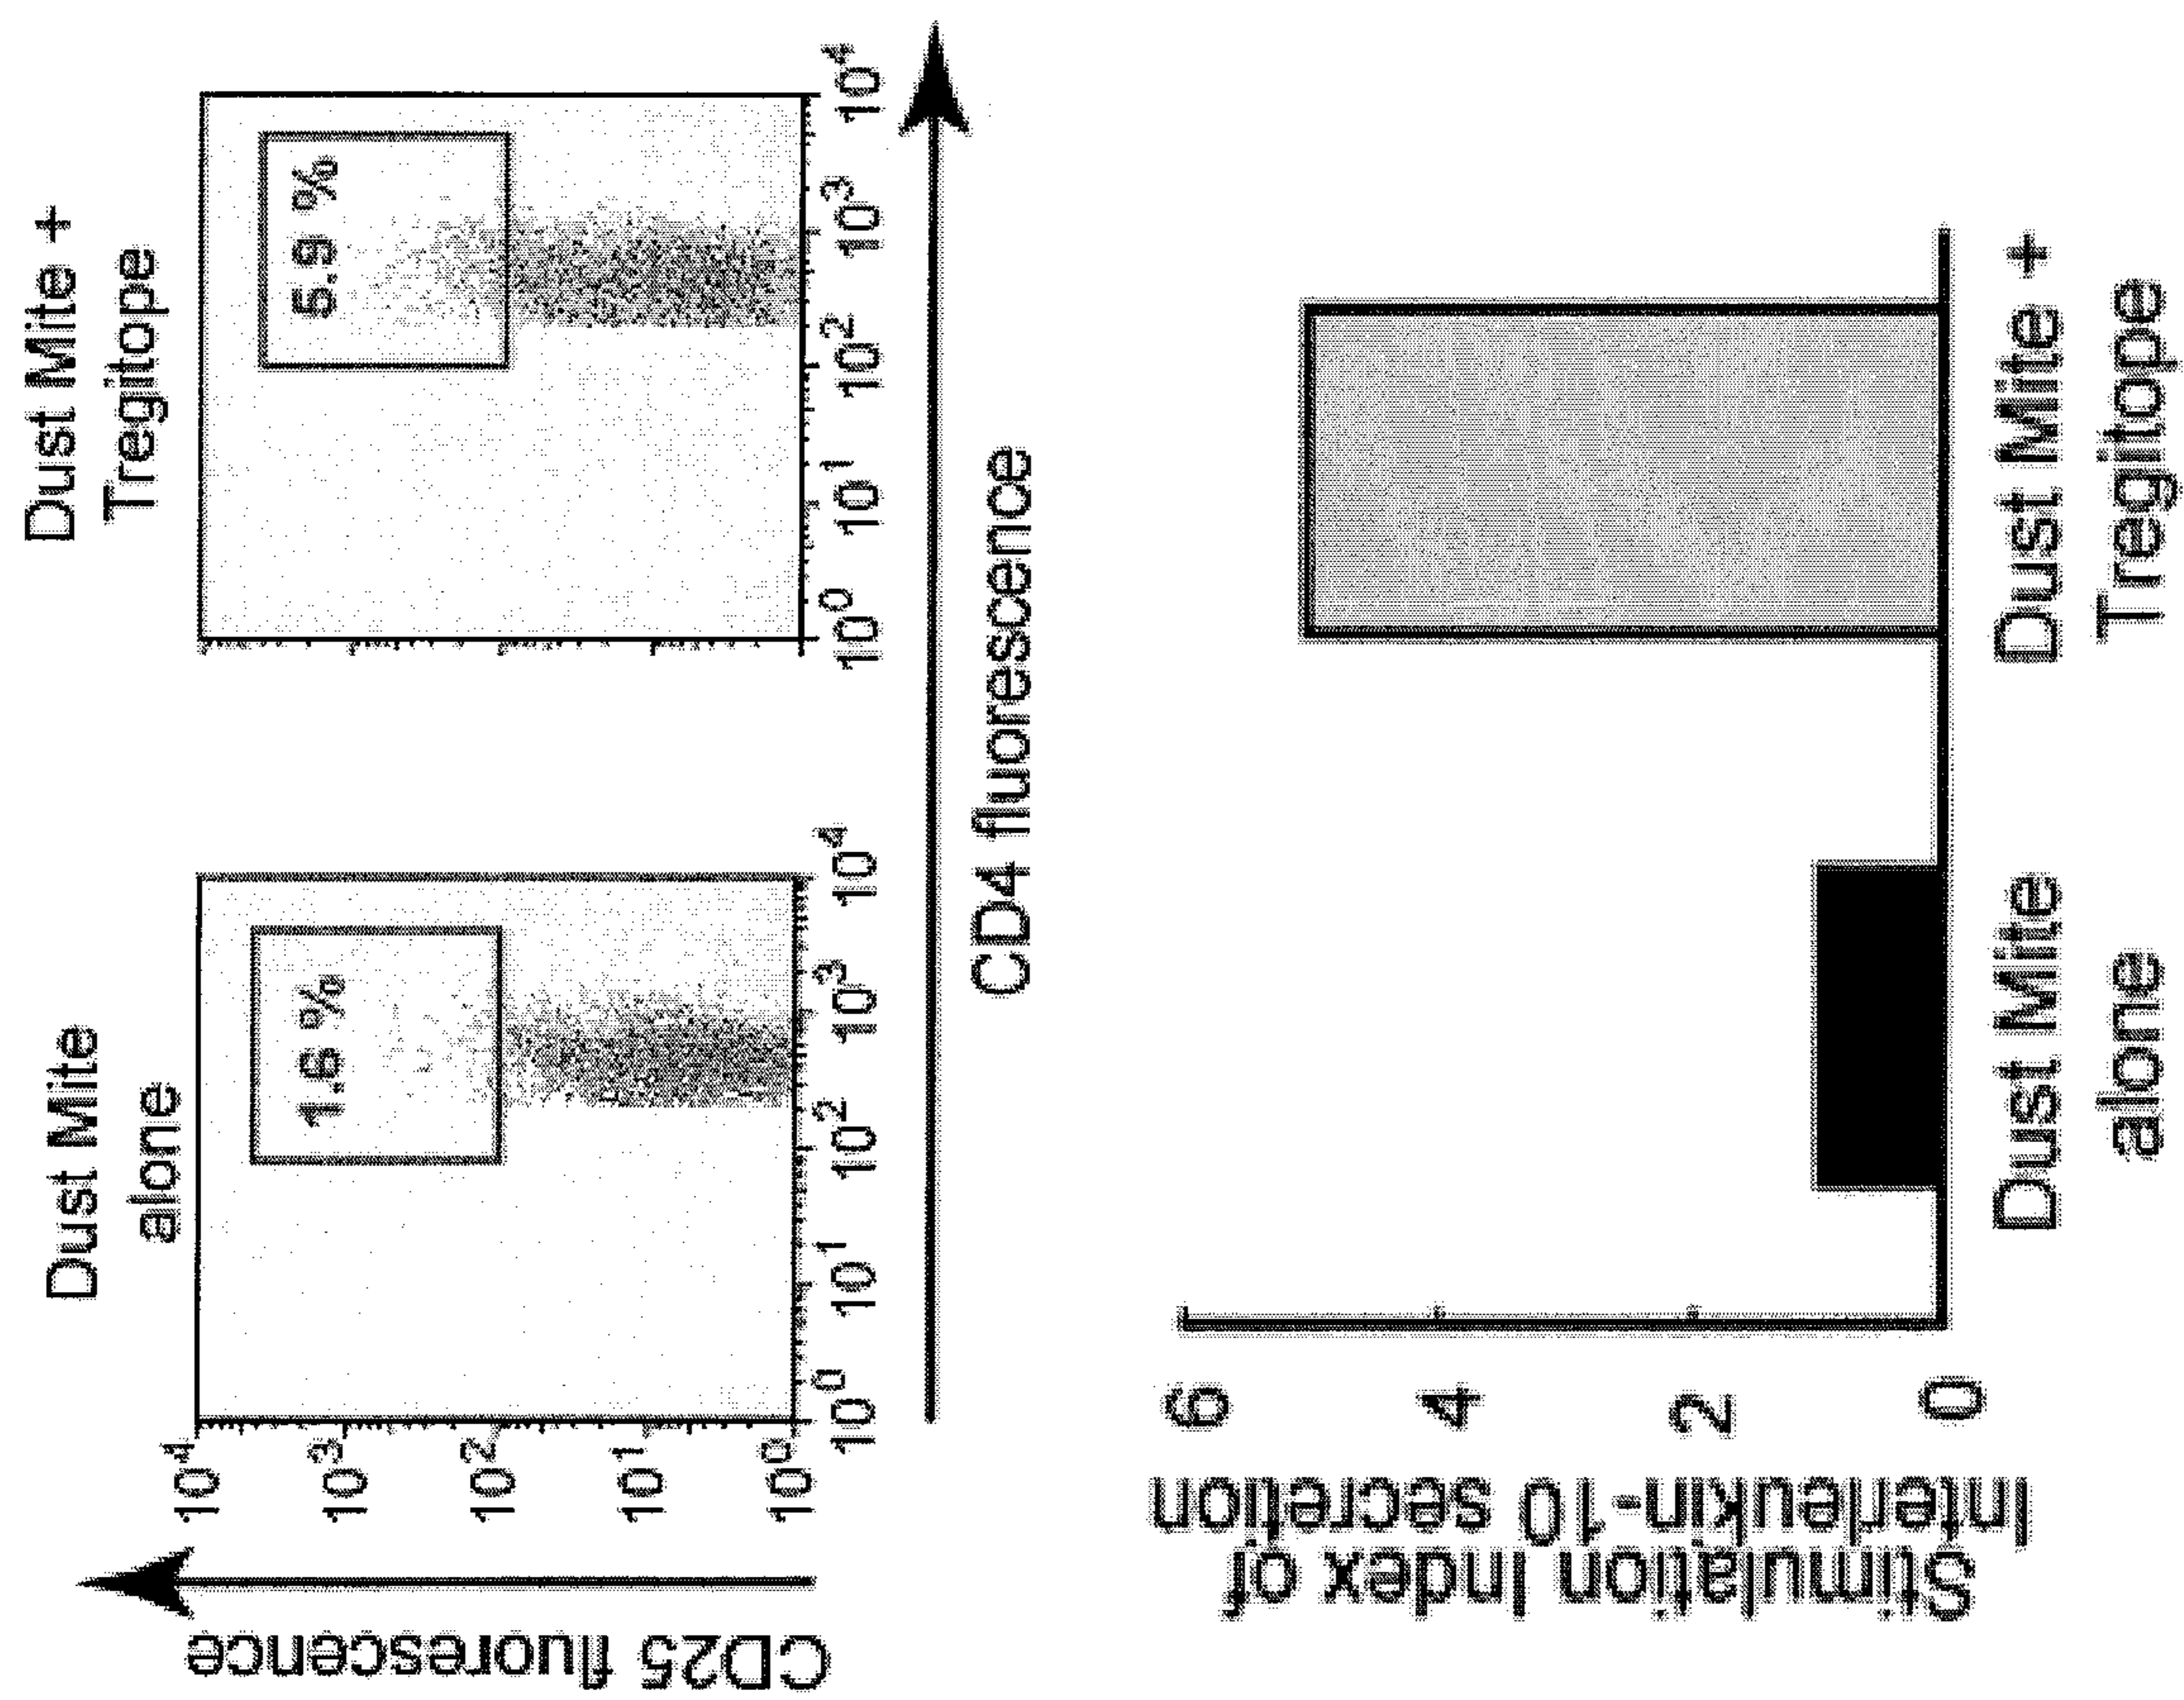 Dust Mite
alone
Dust Mite +
Tregitope
CD25 fluorescence
10⁴
10³
10²
10¹
10⁰
1.6 %
5.9 %
10⁰ 10¹ 10² 10³ 10⁴
10⁰ 10¹ 10² 10³ 10⁴
CD4 fluorescence
Stimulation Index of
Interleukin-10 secretion
6
4
2
0
Dust Mite
alone
Dust Mite +
Tregitope